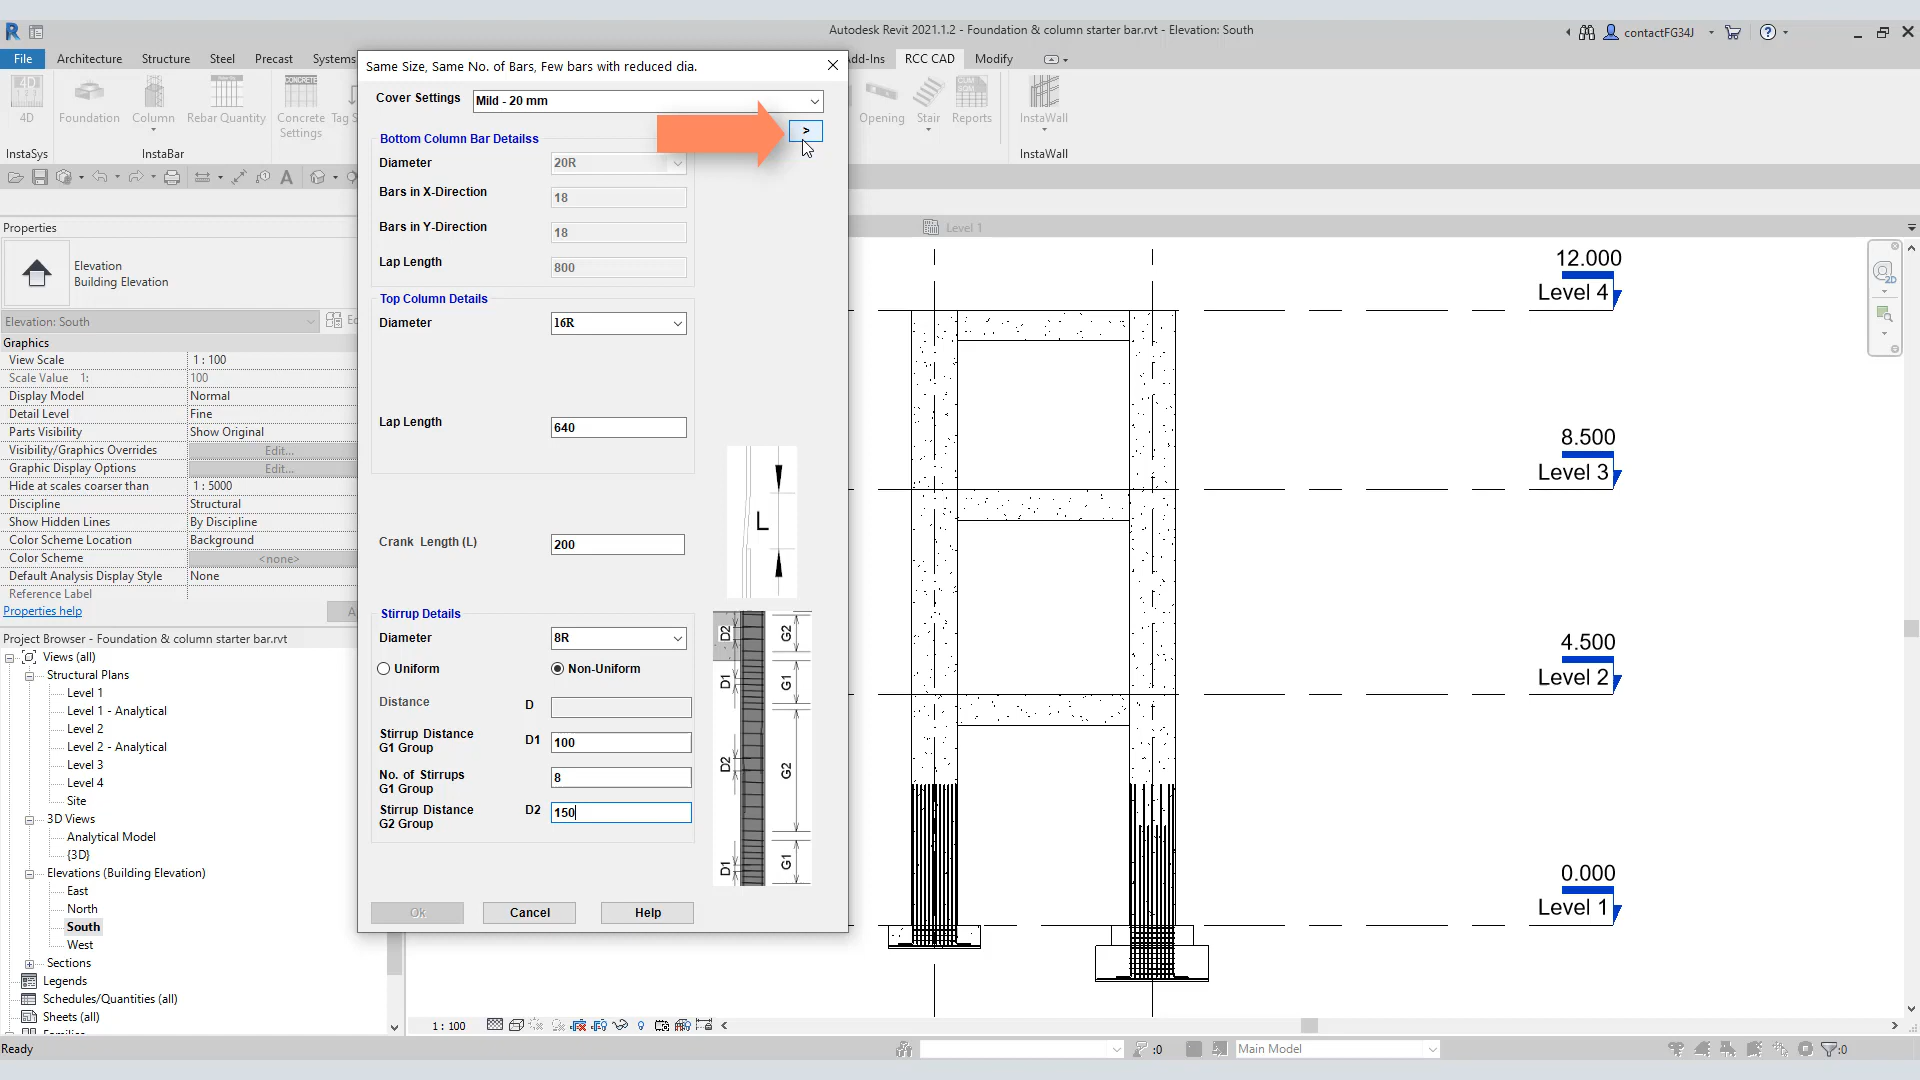 Autodesk Revit 2021.1.2 - Foundation & column starter bar.rvt - Elevation: South
contactFG34J
File
Architecture
Structure
Steel
Precast
Systems
Add-Ins
RCC CAD
Modify
4D
Foundation
Column
Rebar Quantity
Concrete
Settings
Tag S
Opening
Stair
Reports
InstaWall
InstaSys
InstaBar
InstaWall
Properties
Level 1
Elevation
Building Elevation
Elevation: South
Graphics
View Scale 1 : 100
Scale Value 1: 100
Display Model Normal
Detail Level Fine
Parts Visibility Show Original
Visibility/Graphics Overrides Edit...
Graphic Display Options Edit...
Hide at scales coarser than 1 : 5000
Discipline Structural
Show Hidden Lines By Discipline
Color Scheme Location Background
Color Scheme <none>
Default Analysis Display Style None
Reference Label
Properties help
Project Browser - Foundation & column starter bar.rvt
Views (all)
Structural Plans
Level 1
Level 1 - Analytical
Level 2
Level 2 - Analytical
Level 3
Level 4
Site
3D Views
Analytical Model
{3D}
Elevations (Building Elevation)
East
North
South
West
Sections
Legends
Schedules/Quantities (all)
Sheets (all)
Same Size, Same No. of Bars, Few bars with reduced dia.
Cover Settings Mild - 20 mm
>
Bottom Column Bar Detailss
Diameter 20R
Bars in X-Direction 18
Bars in Y-Direction 18
Lap Length 800
Top Column Details
Diameter 16R
Lap Length 640
L
Crank Length (L) 200
Stirrup Details
Diameter 8R
Uniform Non-Uniform
Distance D
Stirrup Distance
G1 Group D1 100
No. of Stirrups
G1 Group 8
Stirrup Distance
G2 Group D2 150
D2 G2
D1 G1
D2 G2
D1 G1
Ok Cancel Help
12.000
Level 4
8.500
Level 3
4.500
Level 2
0.000
Level 1
2D
1 : 100
Ready
:0
Main Model
:0